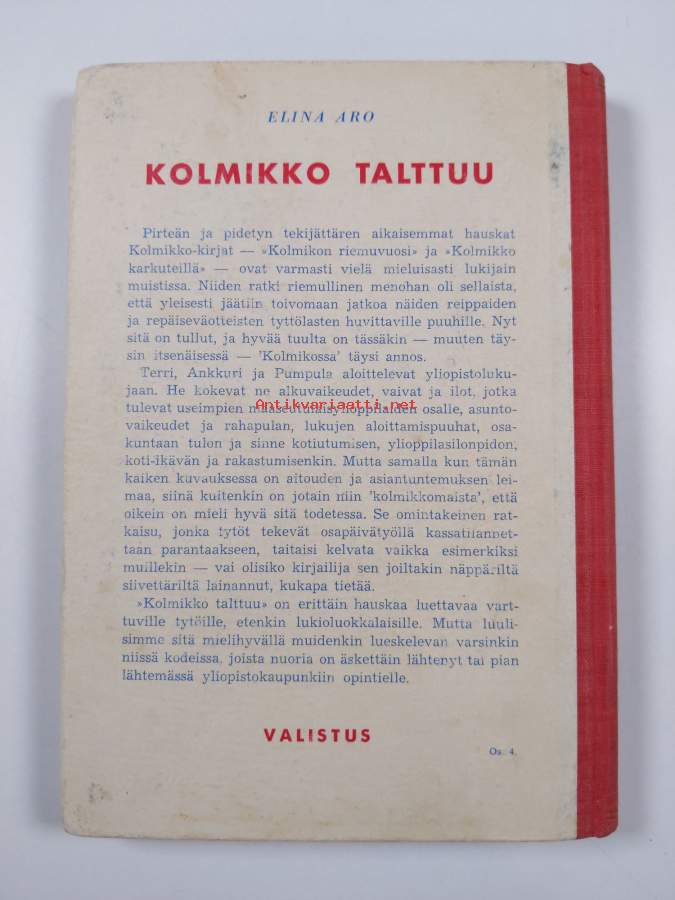 ELINA ARO
KOLMIKKO TALTTUU
Pirteän ja pidetyn tekijättären aikaisemmat hauskat
Kolmikko-kirjat — »Kolmikon riemuvuosi» ja »Kolmikko
karkuteillä» — ovat varmasti vielä mieluisasti lukijain
muistissa. Niiden ratki riemullinen menohan oli sellaista,
että yleisesti jäätiin toivomaan jatkoa näiden reippaiden
ja repäiseväotteisten tyttölasten huvittaville puuhille. Nyt
sitä on tullut, ja hyvää tuulta on tässäkin — muuten täy-
sin itsenäisessä — 'Kolmikossa' täysi annos.
Terri, Ankkuri ja Pumpula aloittelevat yliopistoluku-
jaan. He kokevat ne alkuvaikeudet, vaivat ja ilot, jotka
Antikvariaatti.net
tulevat useimpien maaseutulaisylioppilaiden osalle, asunto-
vaikeudet ja rahapulan, lukujen aloittamispuuhat, osa-
kuntaan tulon ja sinne kotiutumisen, ylioppilasilonpidon,
koti-ikävän ja rakastumisenkin. Mutta samalla kun tämän
kaiken kuvauksessa on aitouden ja asiantuntemuksen lei-
maa, siinä kuitenkin on jotain niin 'kolmikkomaista', että
oikein on mieli hyvä sitä todetessa. Se omintakeinen rat-
kaisu, jonka tytöt tekevät osapäivätyöllä kassatilannet-
taan parantaakseen, taitaisi kelvata vaikka esimerkiksi
muillekin — vai olisiko kirjailija sen joiltakin näppäriltä
siivettäriltä lainannut, kukapa tietää.
»Kolmikko talttuu» on erittäin hauskaa luettavaa vart-
tuville tytöille, etenkin lukioluokkalaisille. Mutta luuli-
simme sitä mielihyvällä muidenkin lueskelevan varsinkin
niissä kodeissa, joista nuoria on äskettäin lähtenyt tai pian
lähtemässä yliopistokaupunkiin opintielle.
VALISTUS
Os. 4.